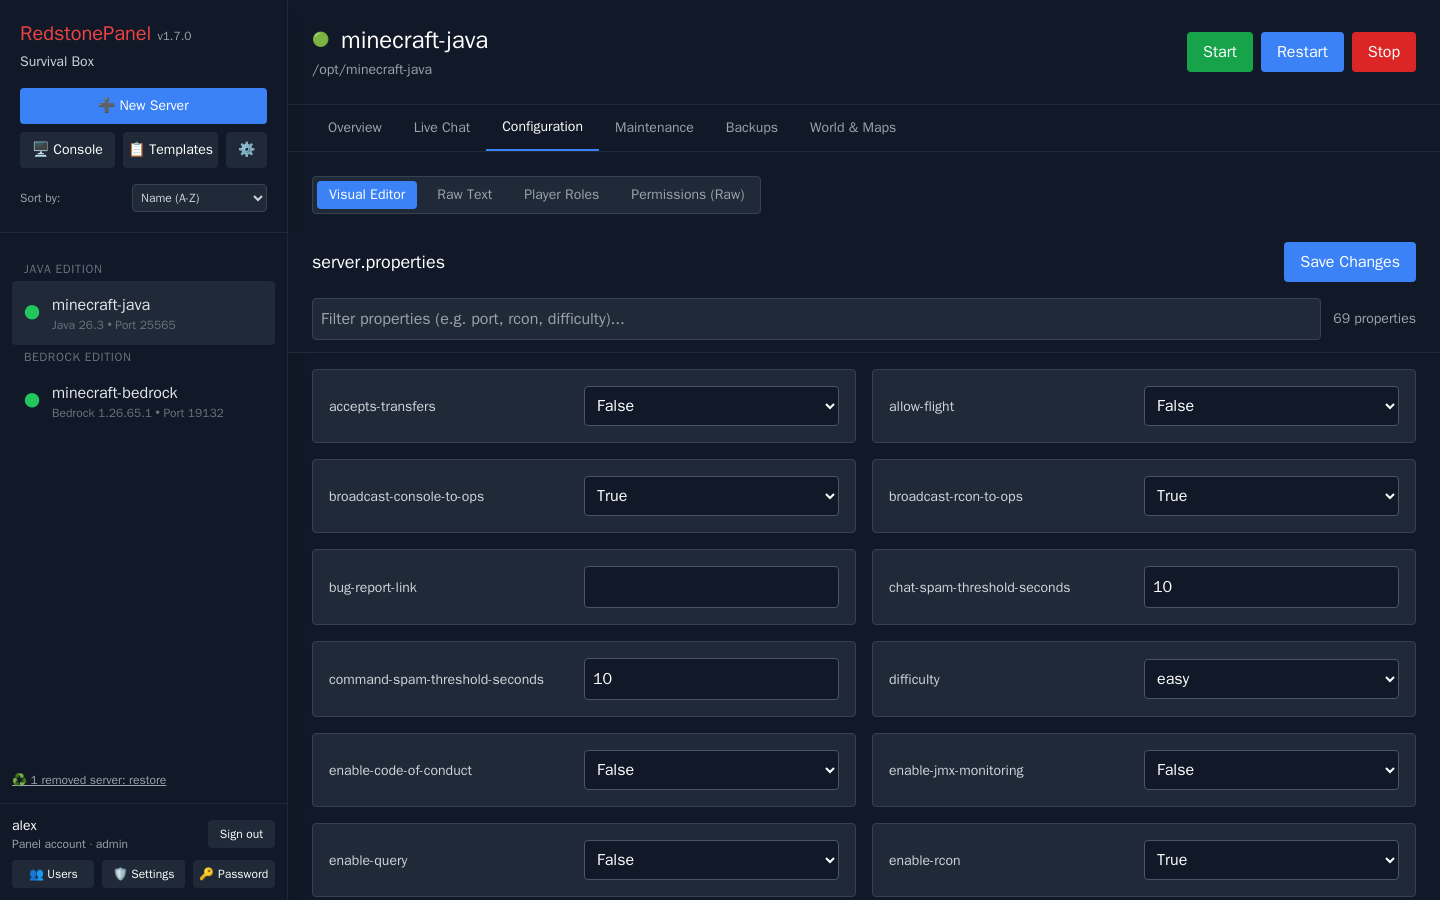 RedstonePanel v1.7.0
Survival Box
➕ New Server
🖥️ Console
📋 Templates
⚙️
Sort by:
Name (A-Z)
JAVA EDITION
minecraft-java
Java 26.3 • Port 25565
BEDROCK EDITION
minecraft-bedrock
Bedrock 1.26.65.1 • Port 19132
♻️ 1 removed server: restore
alex
Panel account · admin
Sign out
👥 Users
🛡️ Settings
🔑 Password
minecraft-java
/opt/minecraft-java
Start
Restart
Stop
Overview
Live Chat
Configuration
Maintenance
Backups
World & Maps
Visual Editor
Raw Text
Player Roles
Permissions (Raw)
server.properties
Save Changes
Filter properties (e.g. port, rcon, difficulty)...
69 properties
accepts-transfers
False
allow-flight
False
broadcast-console-to-ops
True
broadcast-rcon-to-ops
True
bug-report-link
chat-spam-threshold-seconds
10
command-spam-threshold-seconds
10
difficulty
easy
enable-code-of-conduct
False
enable-jmx-monitoring
False
enable-query
False
enable-rcon
True